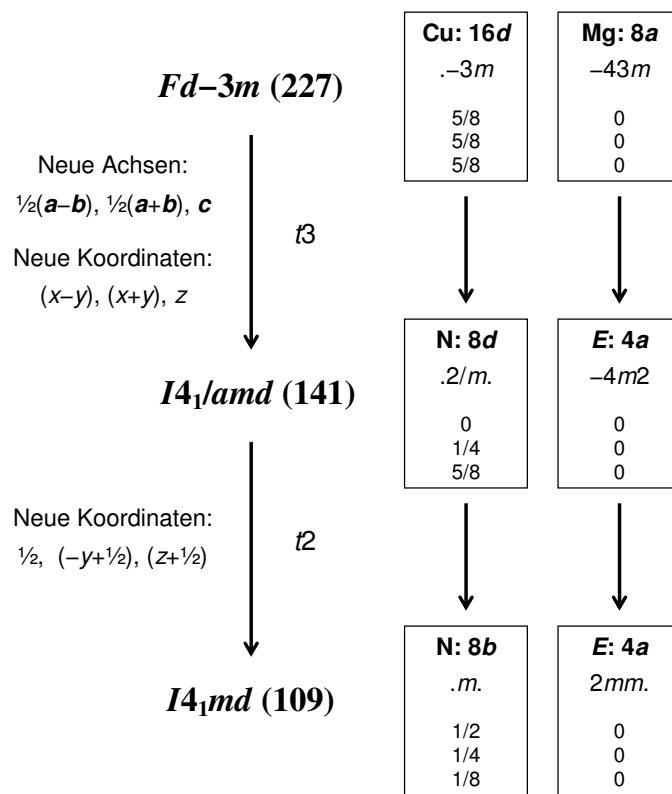 Cu: 16d
.−3m
5/8
5/8
5/8
Mg: 8a
−43m
0
0
0
Fd−3m (227)
Neue Achsen:
½(a−b), ½(a+b), c
Neue Koordinaten:
(x−y), (x+y), z
t3
N: 8d
.2/m.
0
1/4
5/8
E: 4a
−4m2
0
0
0
I4₁/amd (141)
Neue Koordinaten:
½, (−y+½), (z+½)
t2
N: 8b
.m.
1/2
1/4
1/8
E: 4a
2mm.
0
0
0
I4₁md (109)